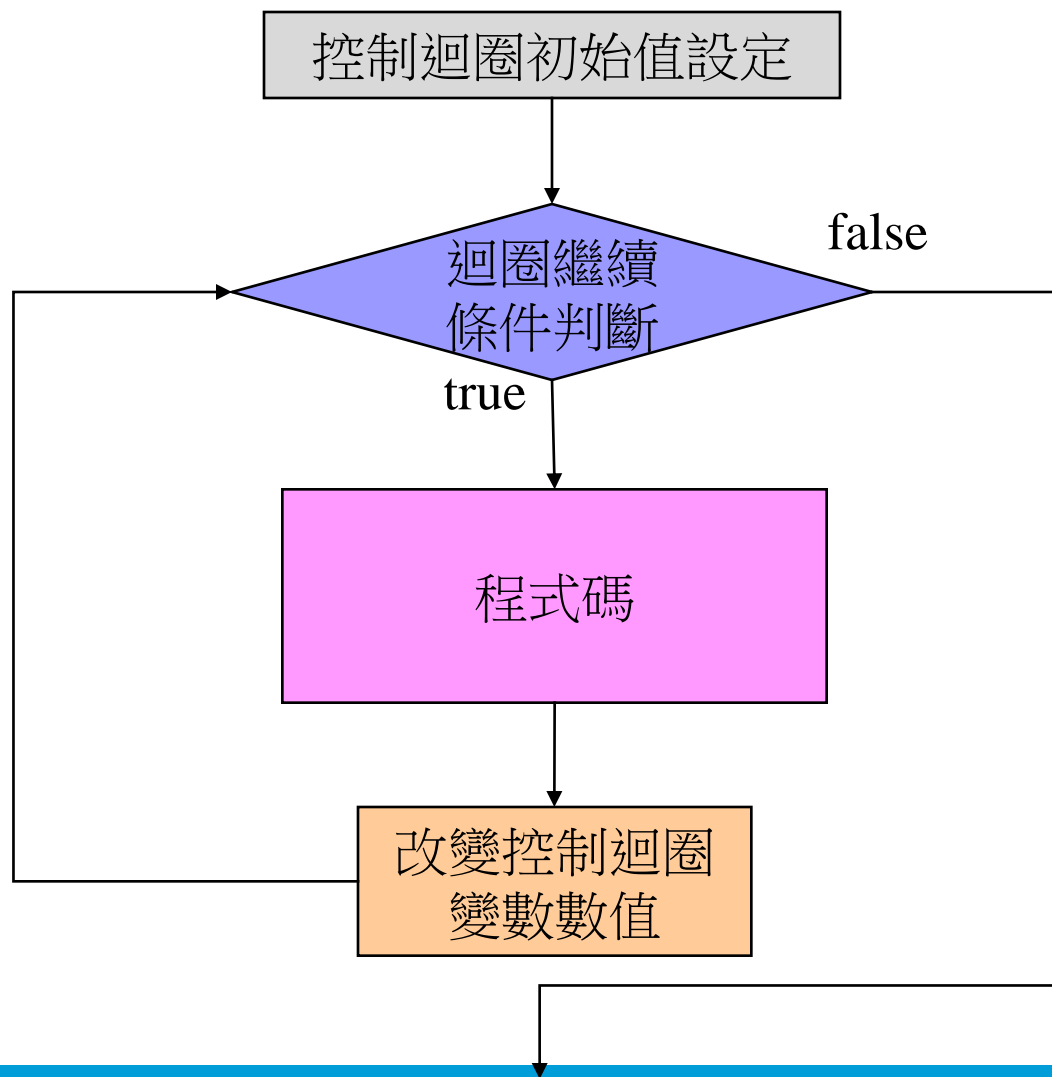 控制迴圈初始值設定
false
迴圈繼續
條件判斷
true
程式碼
改變控制迴圈
變數數值